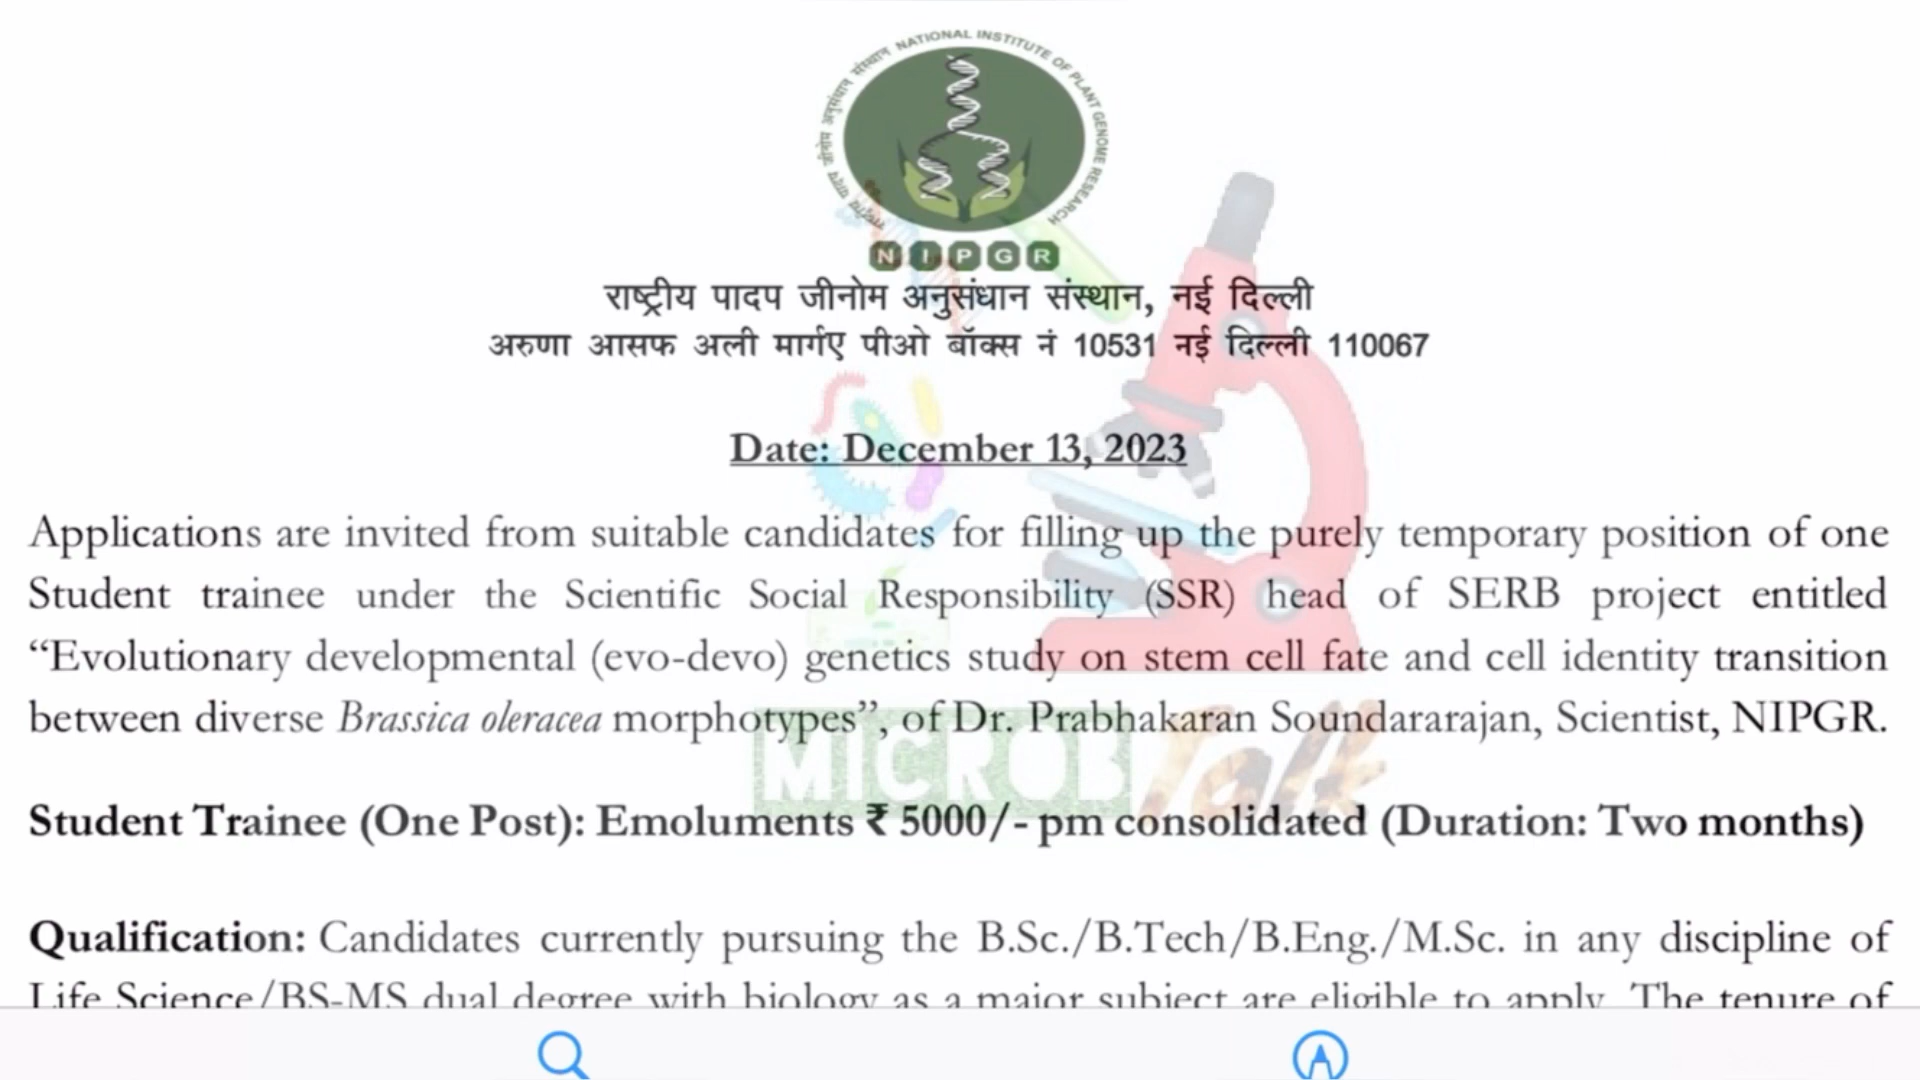 राष्ट्रीय पादप जीनोम अनुसंधान संस्थान NATIONAL INSTITUTE OF PLANT GENOME RESEARCH
NIPGR
राष्ट्रीय पादप जीनोम अनुसंधान संस्थान, नई दिल्ली
अरुणा आसफ अली मार्गए पीओ बॉक्स नं 10531 नई दिल्ली 110067
Date: December 13, 2023
Applications are invited from suitable candidates for filling up the purely temporary position of one
Student trainee under the Scientific Social Responsibility (SSR) head of SERB project entitled
“Evolutionary developmental (evo-devo) genetics study on stem cell fate and cell identity transition
between diverse Brassica oleracea morphotypes”, of Dr. Prabhakaran Soundararajan, Scientist, NIPGR.
MICROB Talk
Student Trainee (One Post): Emoluments ₹ 5000/- pm consolidated (Duration: Two months)
Qualification: Candidates currently pursuing the B.Sc./B.Tech/B.Eng./M.Sc. in any discipline of
Life Science/BS-MS dual degree with biology as a major subject are eligible to apply. The tenure of